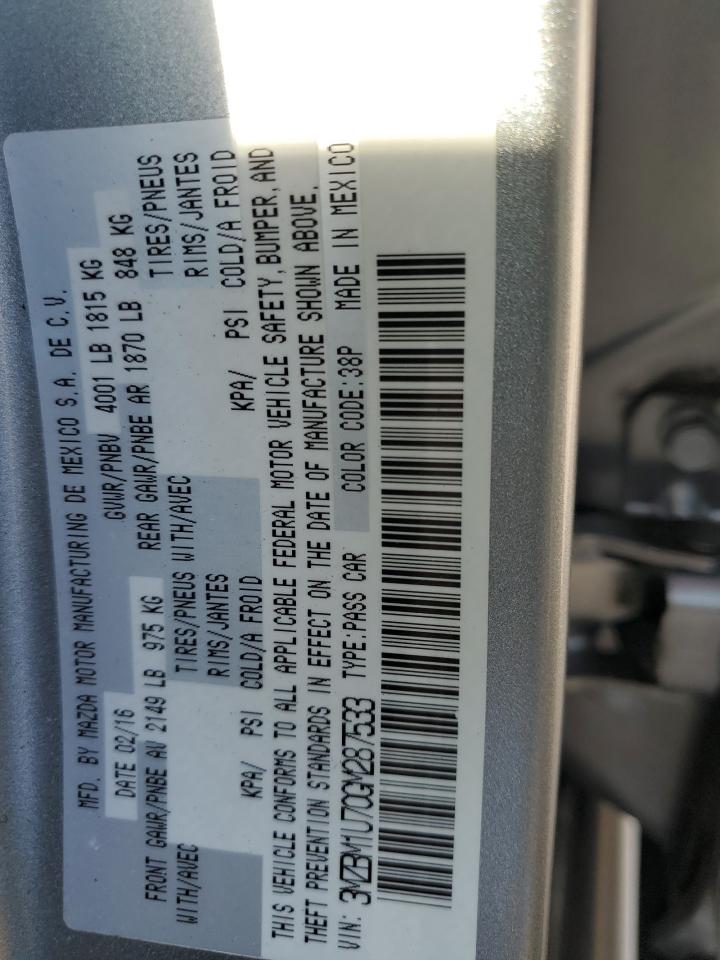 MFD. BY MAZDA MOTOR MANUFACTURING DE MEXICO S.A. DE C.V.
DATE 02/16 GVWR/PNBV 4001 LB 1815 KG
FRONT GAWR/PNBE AV 2149 LB 975 KG REAR GAWR/PNBE AR 1870 LB 848 KG
WITH/AVEC TIRES/PNEUS WITH/AVEC TIRES/PNEUS
RIMS/JANTES RIMS/JANTES
KPA/ PSI COLD/A FROID KPA/ PSI COLD/A FROID
THIS VEHICLE CONFORMS TO ALL APPLICABLE FEDERAL MOTOR VEHICLE SAFETY, BUMPER, AND
THEFT PREVENTION STANDARDS IN EFFECT ON THE DATE OF MANUFACTURE SHOWN ABOVE.
VIN: 3MZBM1U70GM287533 TYPE:PASS CAR COLOR CODE:38P MADE IN MEXICO